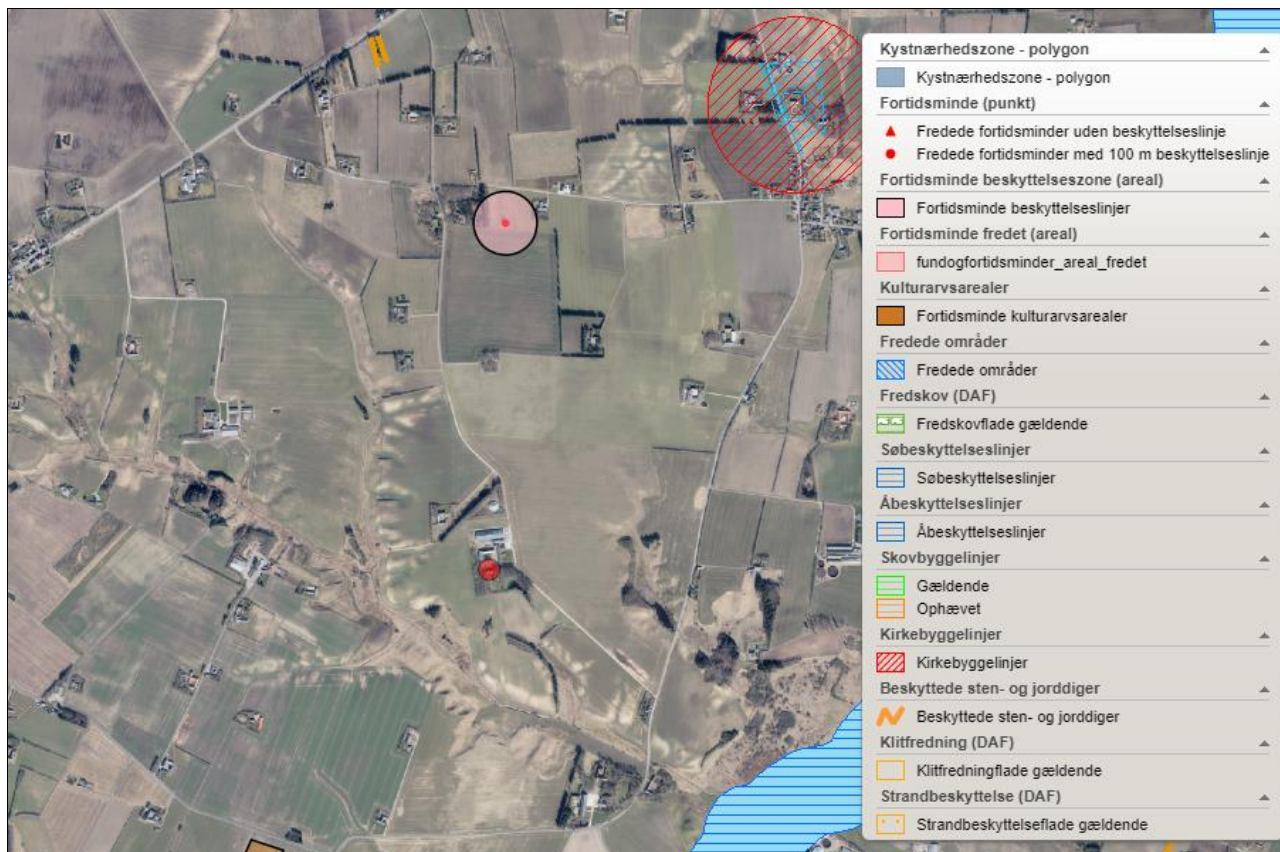 Kystnærhedszone - polygon
Kystnærhedszone - polygon
Fortidsminde (punkt)
Fredede fortidsminder uden beskyttelseslinje
Fredede fortidsminder med 100 m beskyttelseslinje
Fortidsminde beskyttelseszone (areal)
Fortidsminde beskyttelseslinjer
Fortidsminde fredet (areal)
fundogfortidsminder_areal_fredet
Kulturarvsarealer
Fortidsminde kulturarvsarealer
Fredede områder
Fredede områder
Fredskov (DAF)
Fredskovflade gældende
Søbeskyttelseslinjer
Søbeskyttelseslinjer
Åbeskyttelseslinjer
Åbeskyttelseslinjer
Skovbyggelinjer
Gældende
Ophævet
Kirkebyggelinjer
Kirkebyggelinjer
Beskyttede sten- og jorddiger
Beskyttede sten- og jorddiger
Klitfredning (DAF)
Klitfredningflade gældende
Strandbeskyttelse (DAF)
Strandbeskyttelseflade gældende